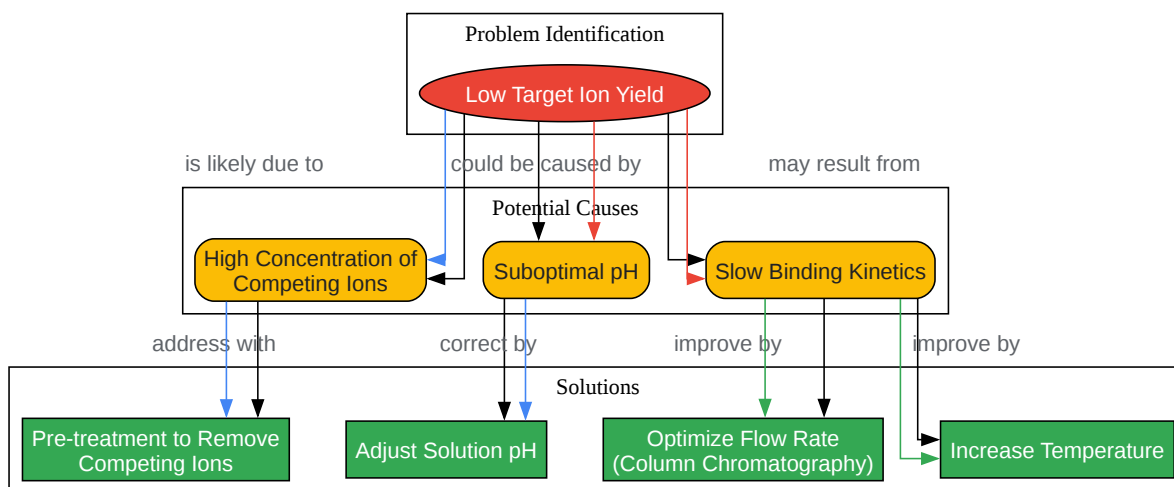 Problem Identification
Low Target Ion Yield
is likely due to
could be caused by
may result from
Potential Causes
High Concentration of
Competing Ions
Suboptimal pH
Slow Binding Kinetics
address with
correct by
improve by
improve by
Solutions
Pre-treatment to Remove
Competing Ions
Adjust Solution pH
Optimize Flow Rate
(Column Chromatography)
Increase Temperature